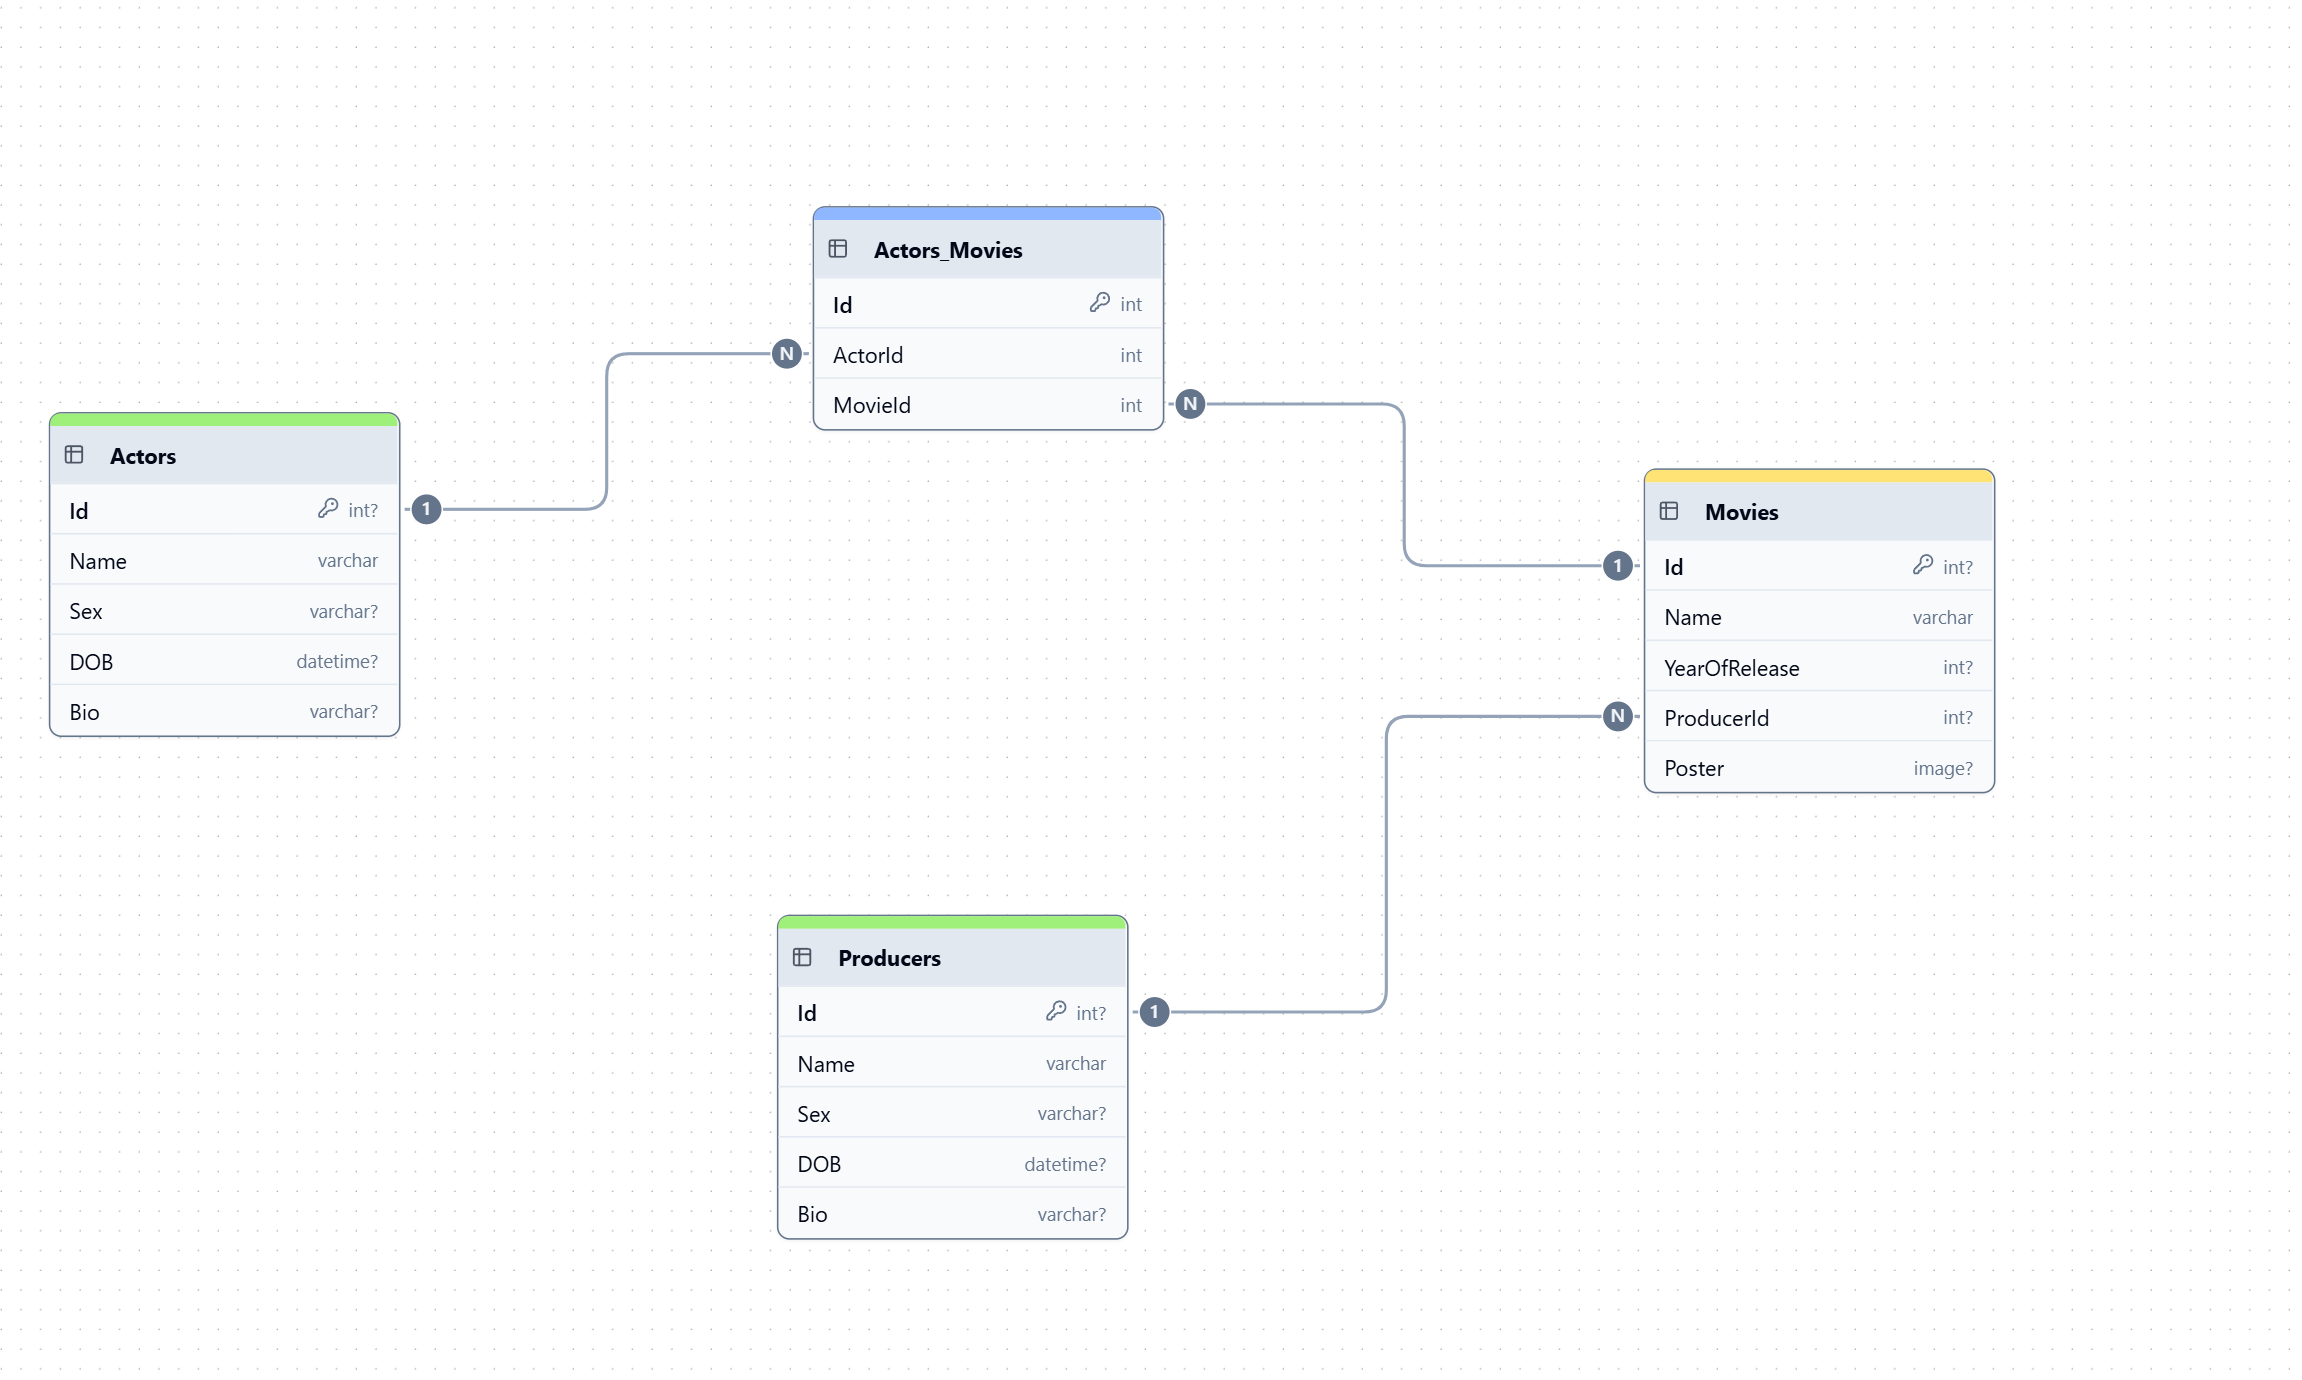 Actors_Movies
Id int
ActorId int
MovieId int
N
N
Actors
Id int?
Name varchar
Sex varchar?
DOB datetime?
Bio varchar?
1
Movies
Id int?
Name varchar
YearOfRelease int?
ProducerId int?
Poster image?
1
N
Producers
Id int?
Name varchar
Sex varchar?
DOB datetime?
Bio varchar?
1